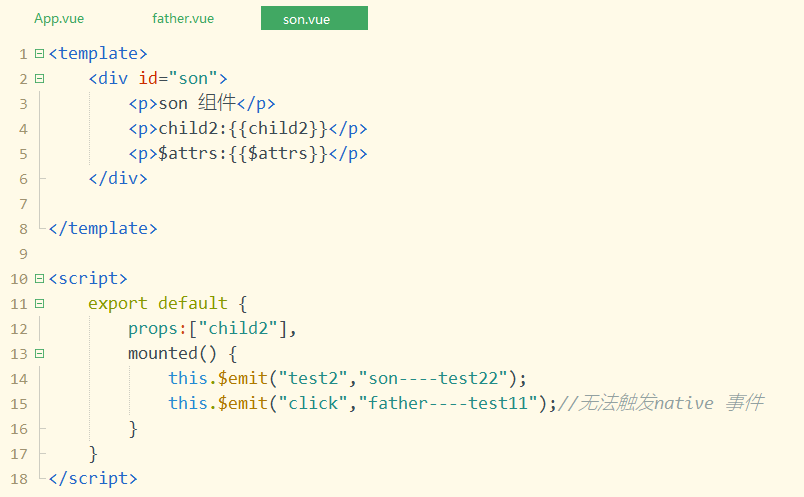 App.vue father.vue son.vue
1 <template>
2 <div id="son">
3 <p>son 组件</p>
4 <p>child2:{{child2}}</p>
5 <p>$attrs:{{$attrs}}</p>
6 </div>
7
8 </template>
9
10 <script>
11 export default {
12 props:["child2"],
13 mounted() {
14 this.$emit("test2","son----test22");
15 this.$emit("click","father----test11");//无法触发native 事件
16 }
17 }
18 </script>